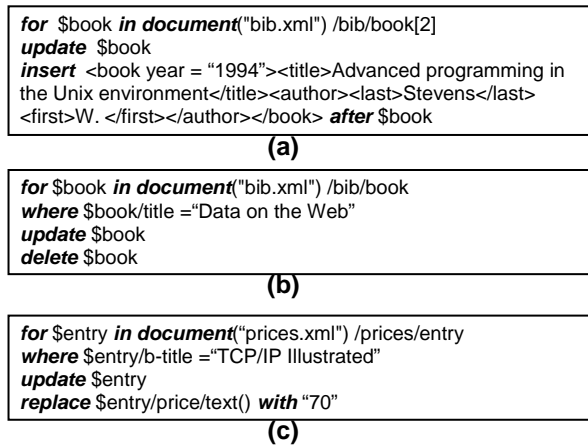 for $book in document("bib.xml") /bib/book[2]
update $book
insert <book year = “1994”><title>Advanced programming in
the Unix environment</title><author><last>Stevens</last>
<first>W. </first></author></book> after $book
(a)
for $book in document("bib.xml") /bib/book
where $book/title =“Data on the Web”
update $book
delete $book
(b)
for $entry in document(“prices.xml") /prices/entry
where $entry/b-title =“TCP/IP Illustrated”
update $entry
replace $entry/price/text() with “70”
(c)